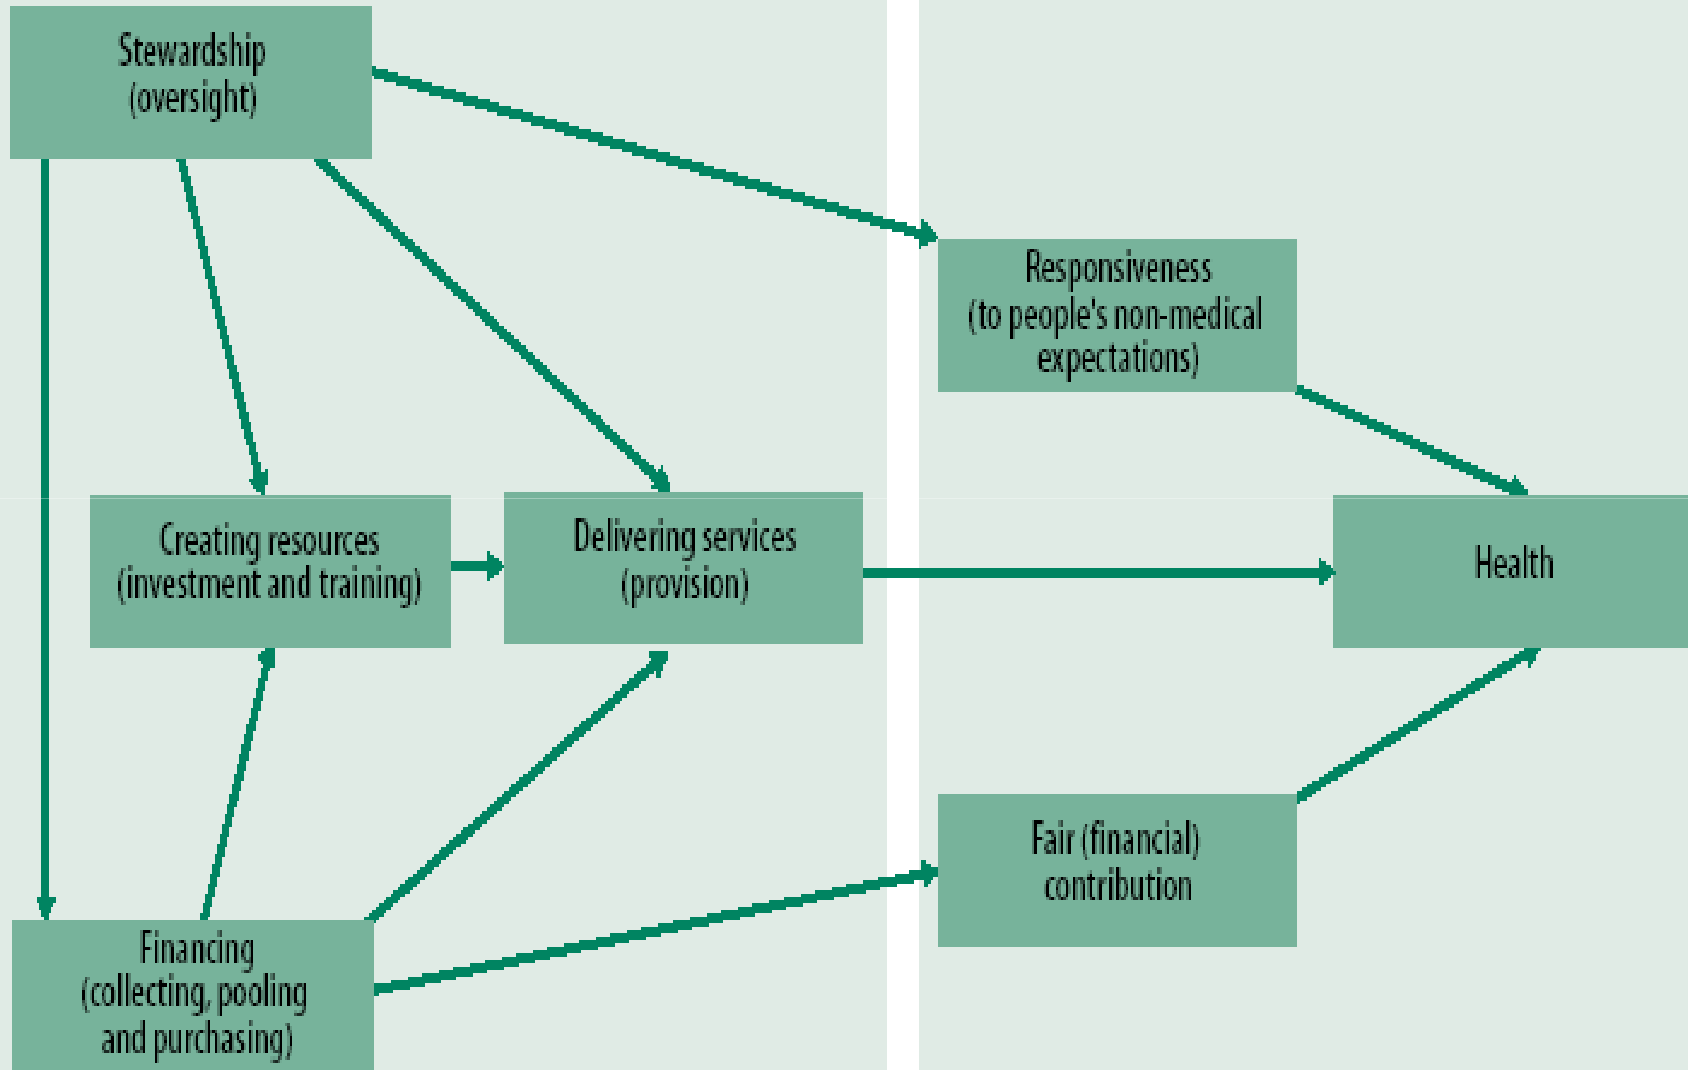 Stewardship
(oversight)
Responsiveness
(to people's non-medical
expectations)
Creating resources
(investment and training)
Delivering services
(provision)
Health
Fair (financial)
contribution
Financing
(collecting, pooling
and purchasing)